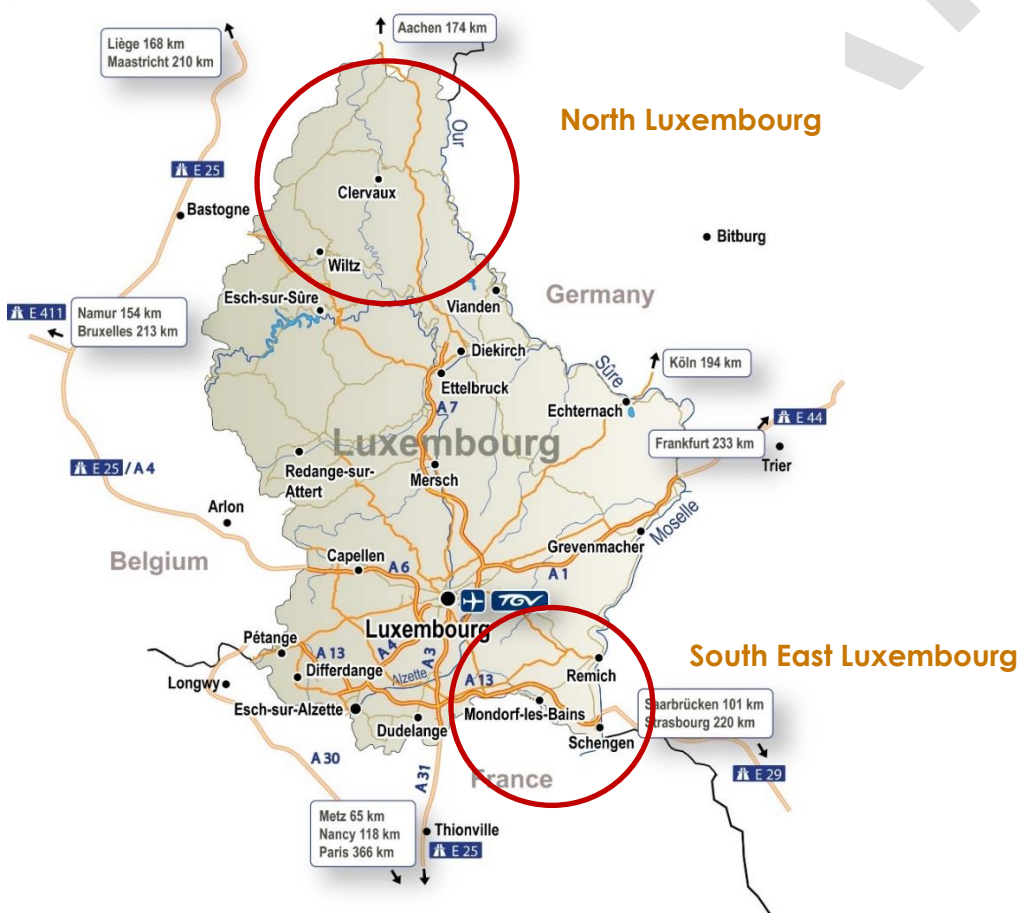 Aachen 174 km
Liège 168 km
Maastricht 210 km
North Luxembourg
Our
E 25
Clervaux
Bastogne
Bitburg
Wiltz
Esch-sur-Sûre
Vianden
Germany
E 411
Namur 154 km
Bruxelles 213 km
Diekirch
Sûre
Köln 194 km
Ettelbruck
A 7
Echternach
E 44
Luxembourg
Frankfurt 233 km
Trier
E 25 / A 4
Redange-sur-
Attert
Mersch
Arlon
Moselle
Grevenmacher
Belgium
Capellen
A 6
A 1
TGV
Luxembourg
Pétange
A 13
A 4
A 3
Remich
South East Luxembourg
Differdange
Alzette
A 13
Longwy
Saarbrücken 101 km
Strasbourg 220 km
Esch-sur-Alzette
Mondorf-les-Bains
Dudelange
Schengen
A 30
A 31
France
E 29
Metz 65 km
Nancy 118 km
Paris 366 km
Thionville
E 25